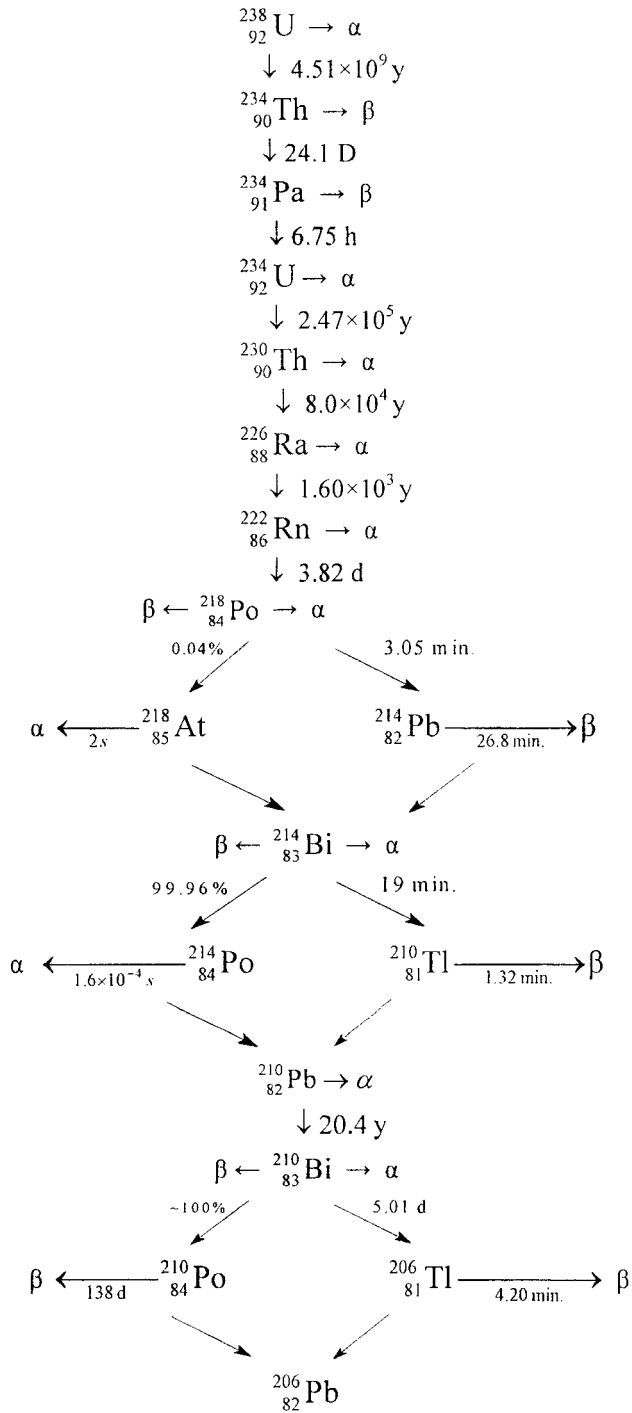 ²³⁸₉₂U → α
↓ 4.51×10⁹ y
²³⁴₉₀Th → β
↓ 24.1 D
²³⁴₉₁Pa → β
↓ 6.75 h
²³⁴₉₂U → α
↓ 2.47×10⁵ y
²³⁰₉₀Th → α
↓ 8.0×10⁴ y
²²⁶₈₈Ra → α
↓ 1.60×10³ y
²²²₈₆Rn → α
↓ 3.82 d
β ← ²¹⁸₈₄Po → α
0.04% 3.05 min.
α ← 2s ²¹⁸₈₅At ²¹⁴₈₂Pb 26.8 min. → β
β ← ²¹⁴₈₃Bi → α
99.96% 19 min.
α ← 1.6×10⁻⁴ s ²¹⁴₈₄Po ²¹⁰₈₁Tl 1.32 min. → β
²¹⁰₈₂Pb → α
↓ 20.4 y
β ← ²¹⁰₈₃Bi → α
~100% 5.01 d
β ← 138 d ²¹⁰₈₄Po ²⁰⁶₈₁Tl 4.20 min. → β
²⁰⁶₈₂Pb